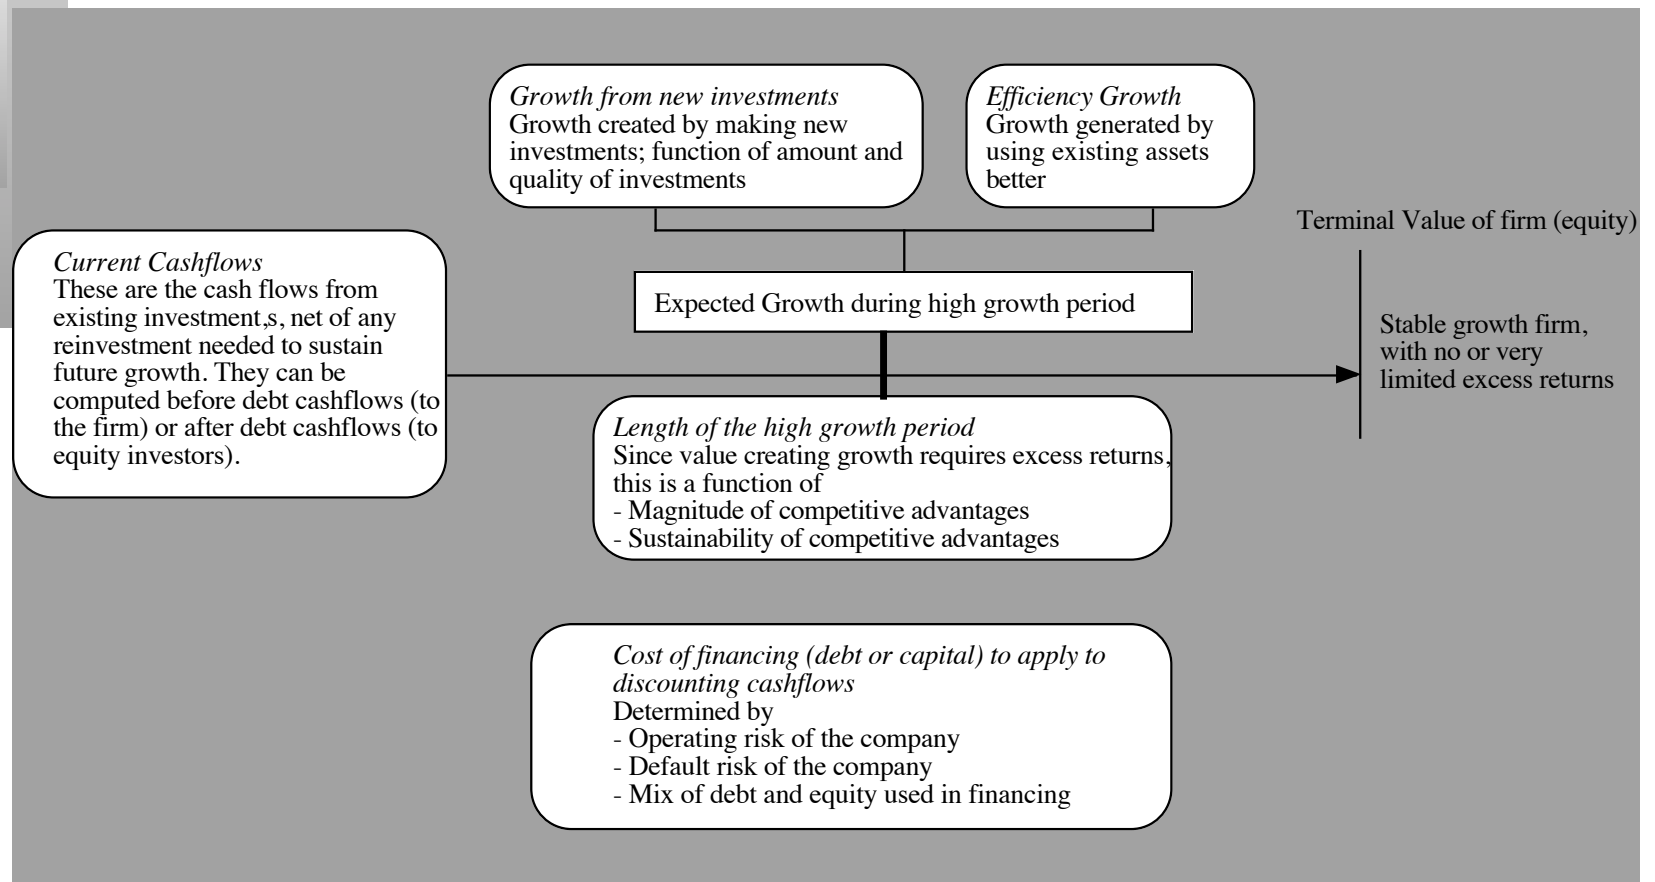 Growth from new investments
Growth created by making new
investments; function of amount and
quality of investments
Efficiency Growth
Growth generated by
using existing assets
better
Terminal Value of firm (equity)
Current Cashflows
These are the cash flows from
existing investment,s, net of any
reinvestment needed to sustain
future growth. They can be
computed before debt cashflows (to
the firm) or after debt cashflows (to
equity investors).
Expected Growth during high growth period
Stable growth firm,
with no or very
limited excess returns
Length of the high growth period
Since value creating growth requires excess returns,
this is a function of
- Magnitude of competitive advantages
- Sustainability of competitive advantages
Cost of financing (debt or capital) to apply to
discounting cashflows
Determined by
- Operating risk of the company
- Default risk of the company
- Mix of debt and equity used in financing